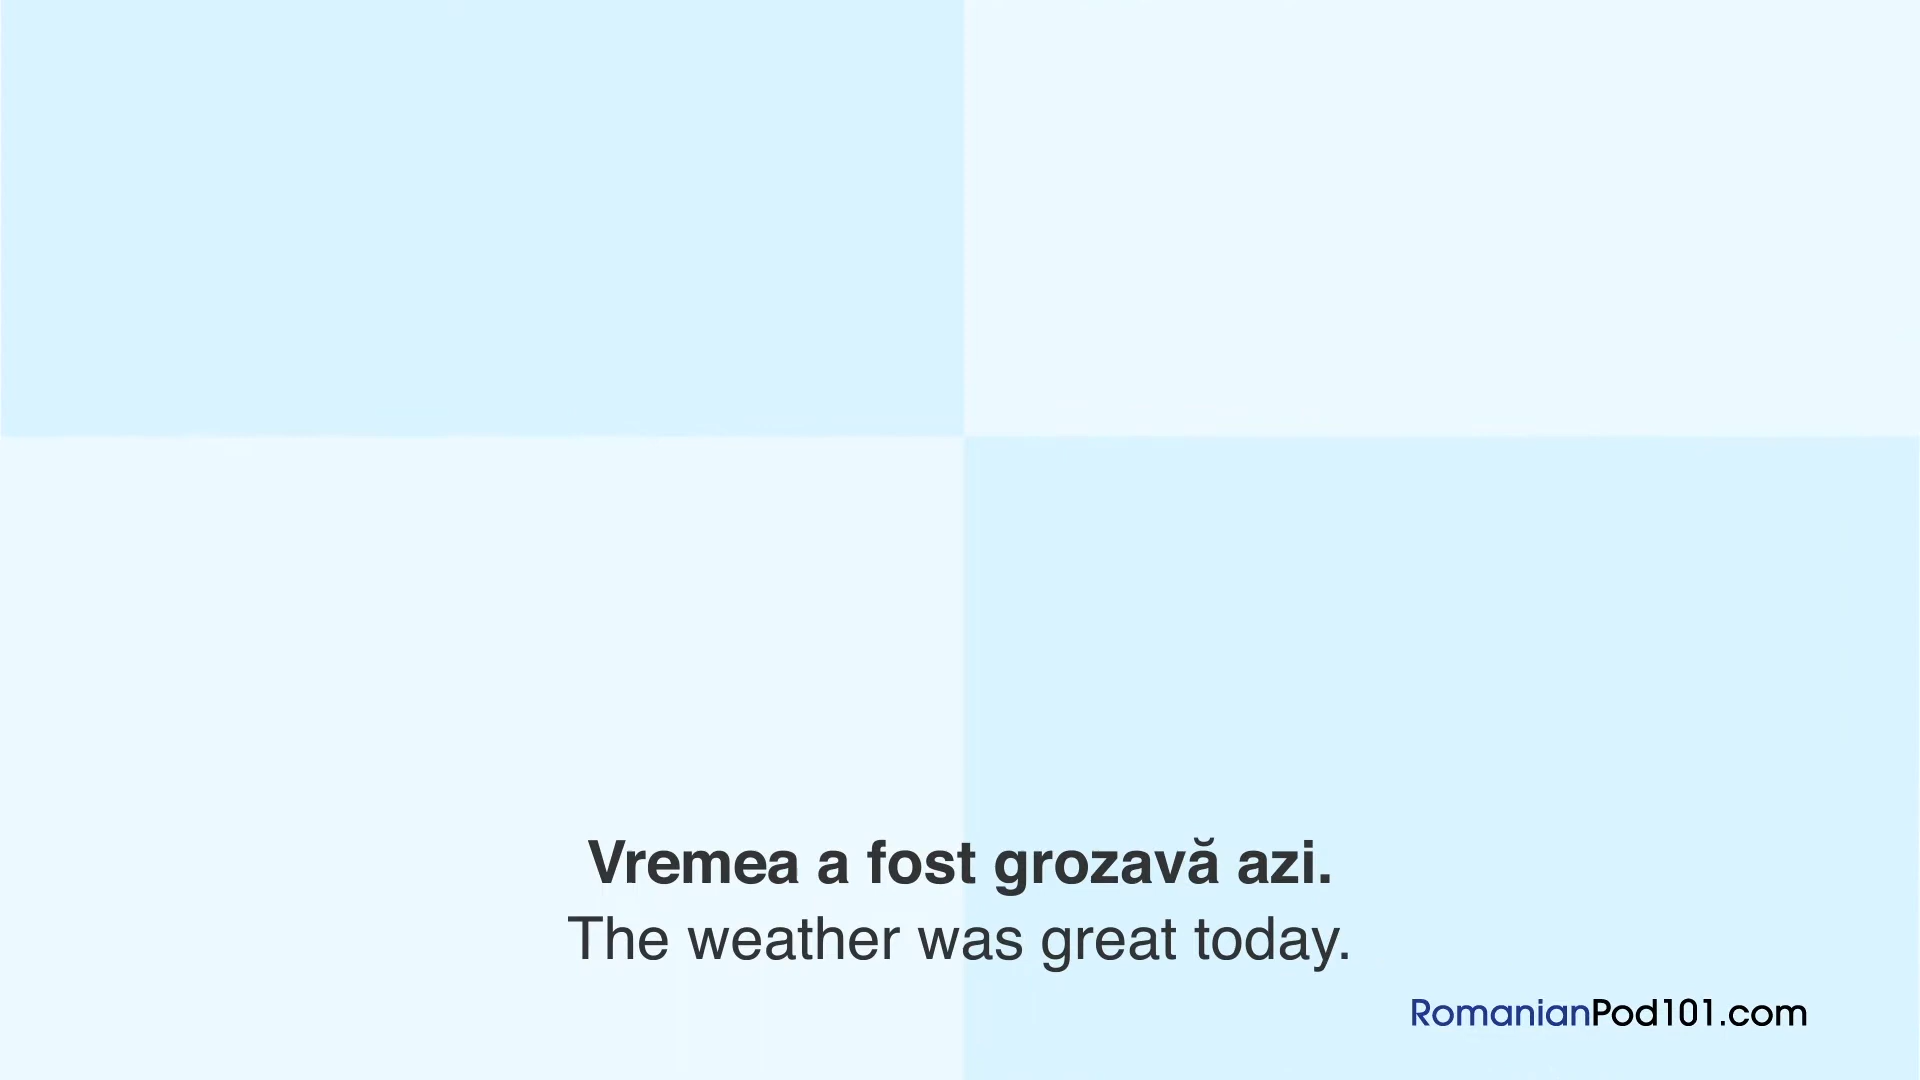 Vremea a fost grozavă azi.
The weather was great today.
RomanianPod101.com